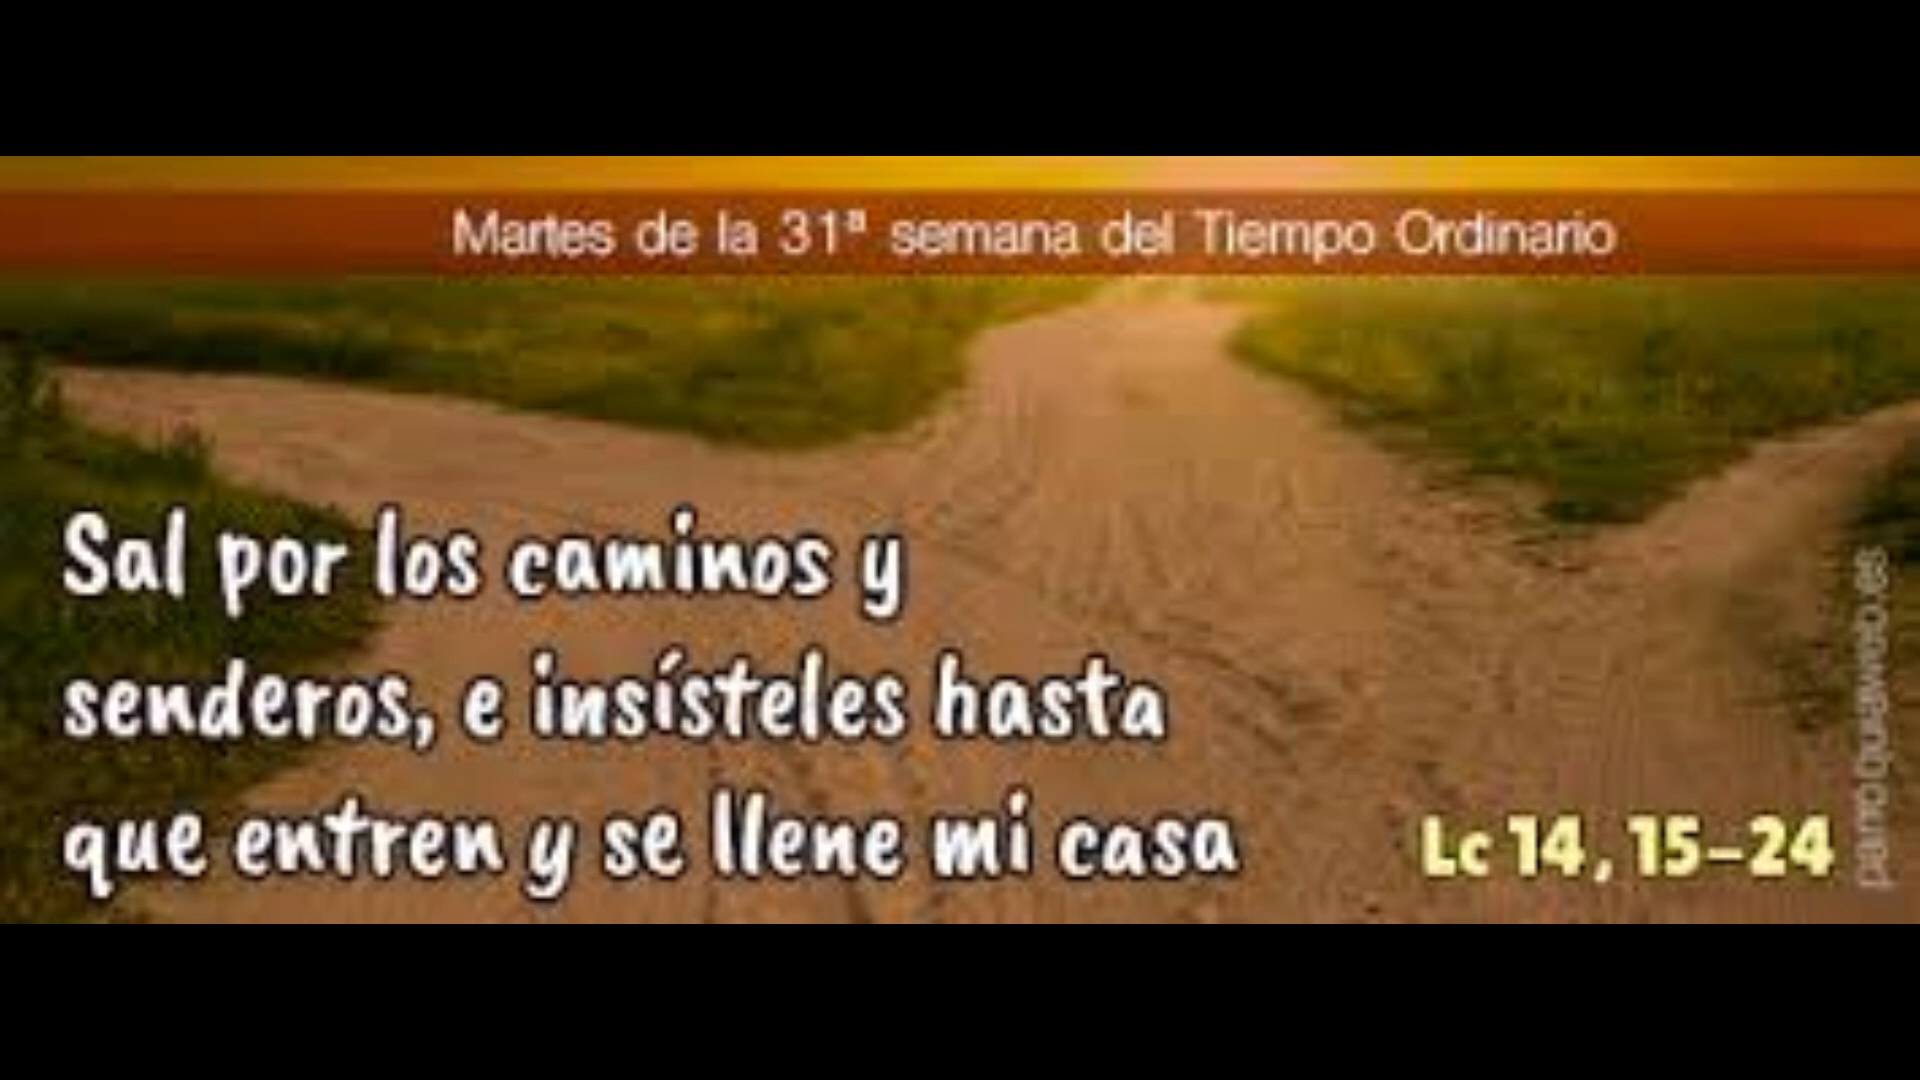 Martes de la 31ª semana del Tiempo Ordinario
Sal por los caminos y
senderos, e insísteles hasta
que entren y se llene mi casa
Lc 14, 15-24
parroquiaweb.es